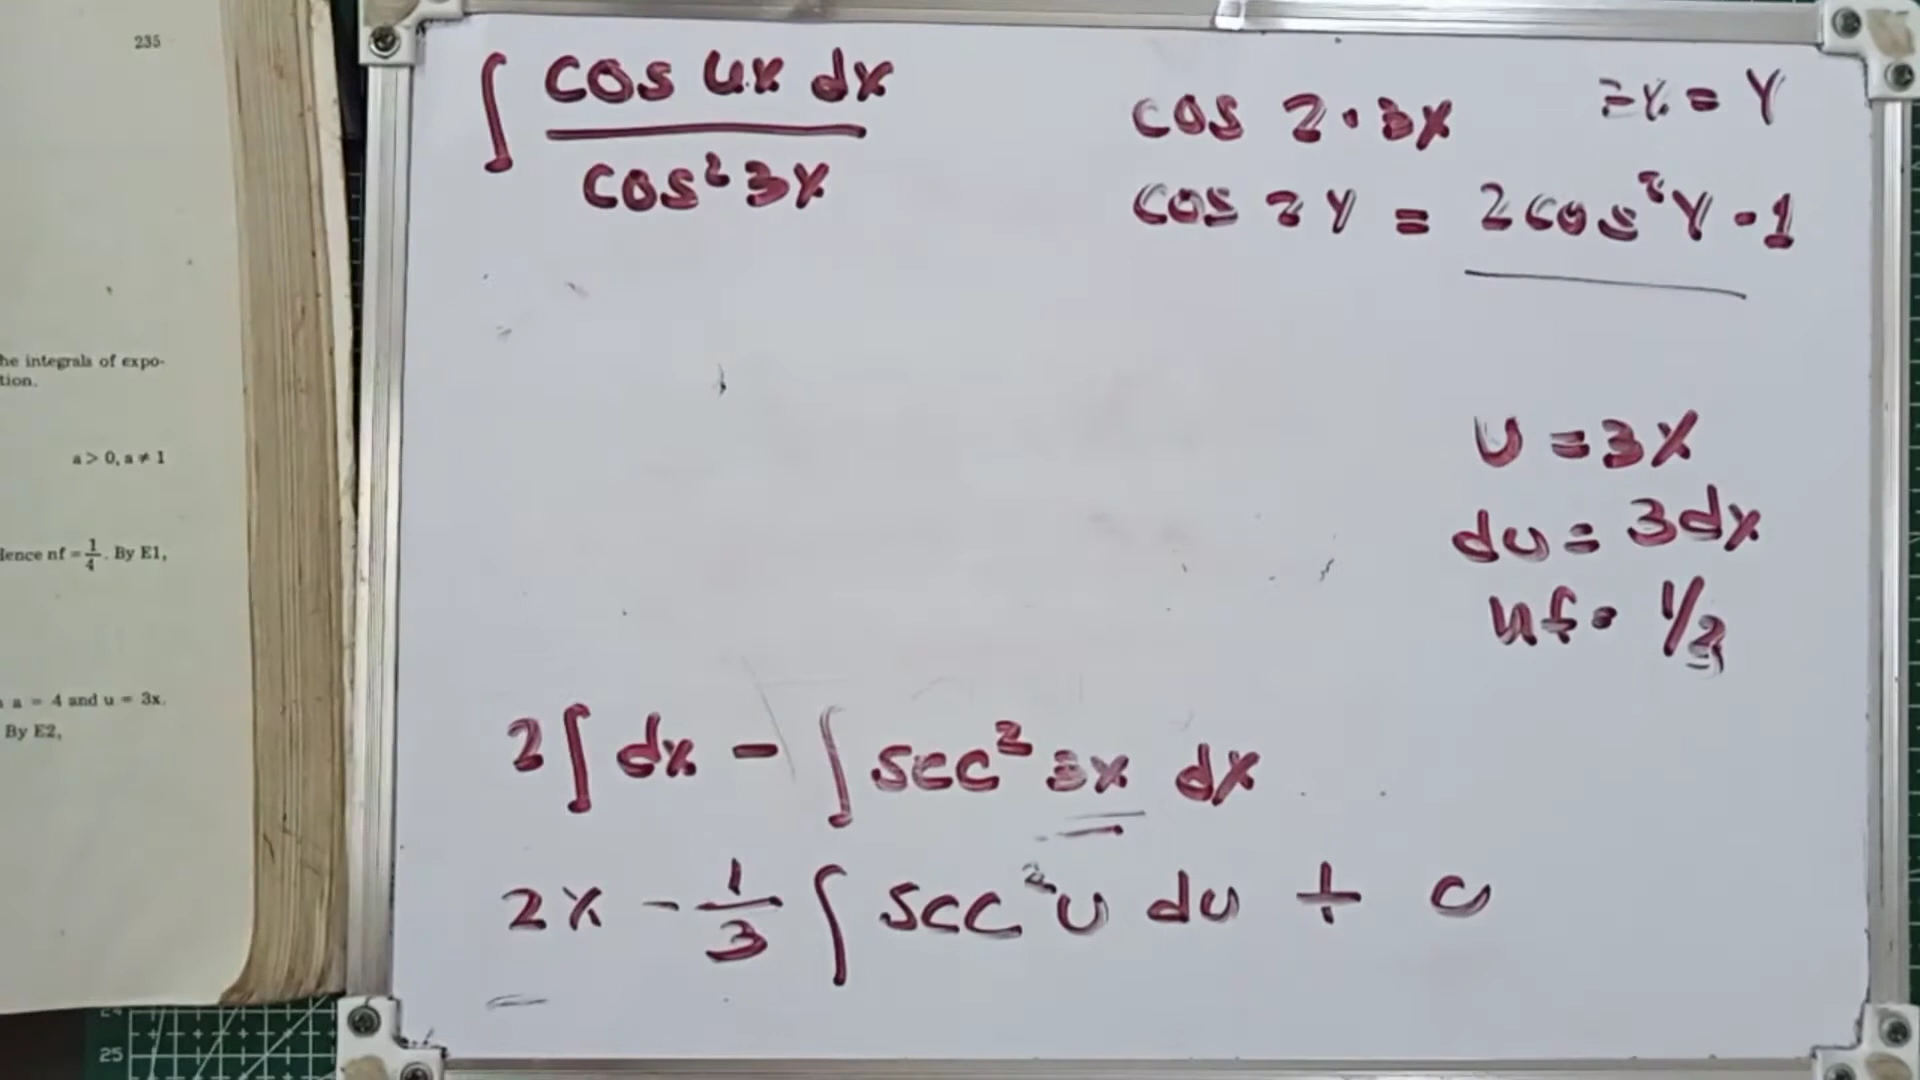 235
he integrals of expo-
tion.
a > 0, a ≠ 1
Hence nf = 1/4 . By E1,
a = 4 and u = 3x.
By E2,
∫ cos 4x dx / cos² 3x
cos 2 · 3x
3x = Y
cos 2Y = 2cos²Y - 1
u = 3x
du = 3dx
nf = 1/3
2∫ dx - ∫ sec² 3x dx
2x - 1/3 ∫ sec² u du + c
25